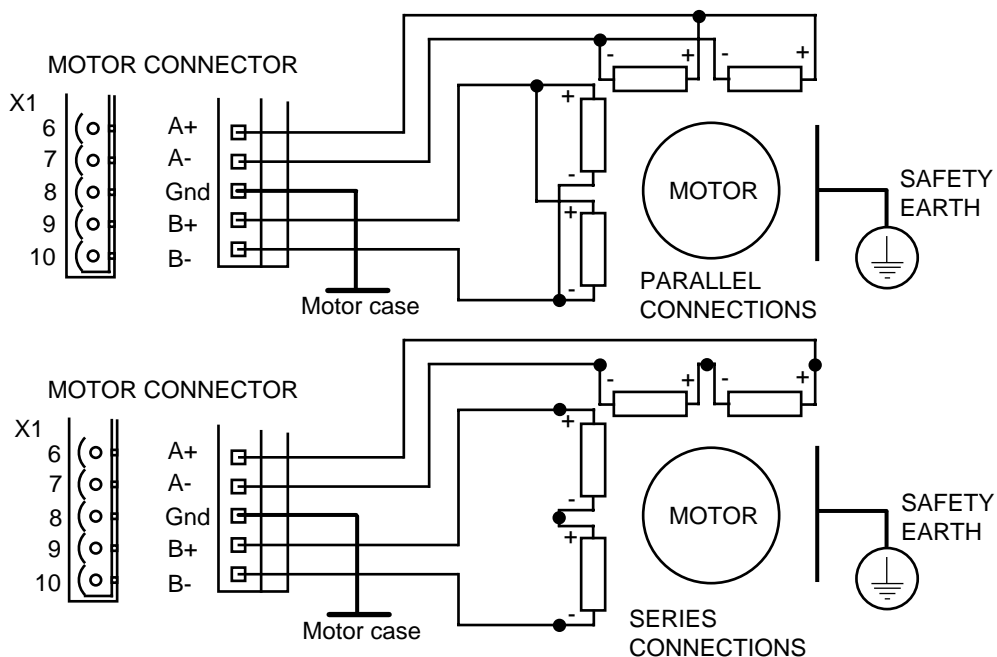 MOTOR CONNECTOR
X1
6
7
8
9
10
A+
A-
Gnd
B+
B-
Motor case
- + - +
+
-
+
-
MOTOR
PARALLEL
CONNECTIONS
SAFETY
EARTH
MOTOR CONNECTOR
X1
6
7
8
9
10
A+
A-
Gnd
B+
B-
Motor case
- + - +
+
-
+
-
MOTOR
SERIES
CONNECTIONS
SAFETY
EARTH